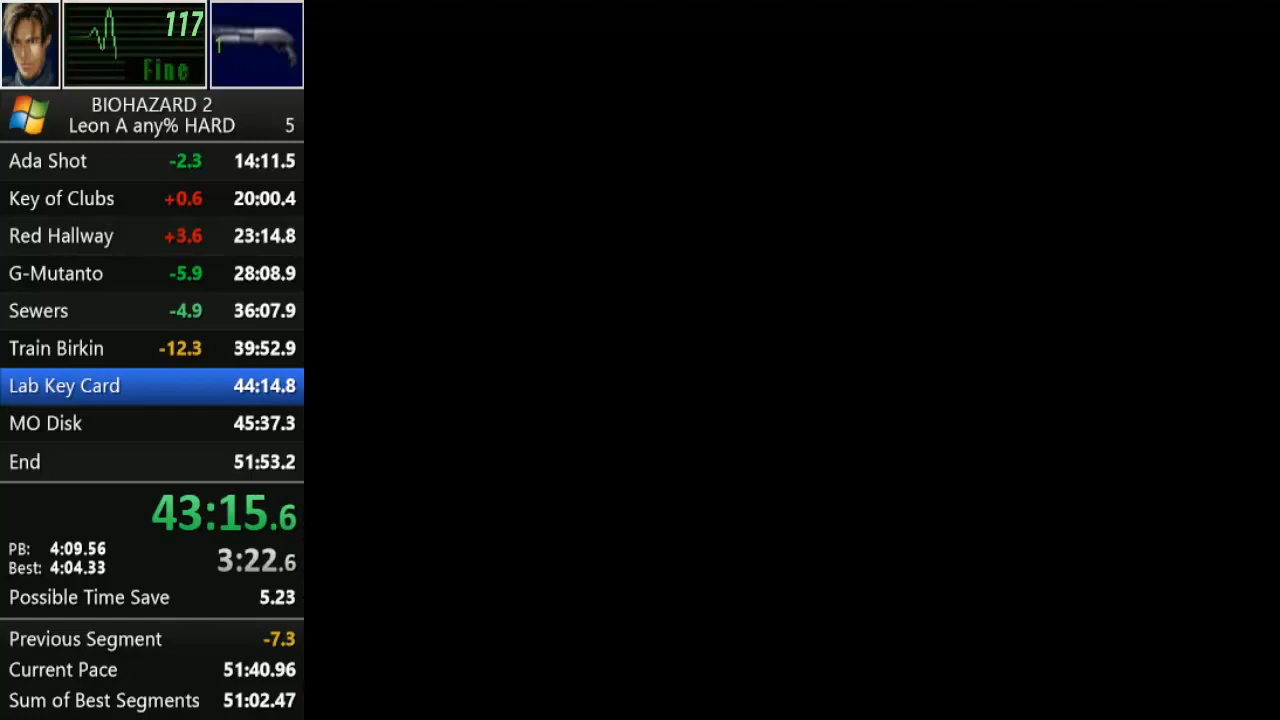 117
Fine
1
BIOHAZARD 2
Leon A any% HARD 5
Ada Shot -2.3 14:11.5
Key of Clubs +0.6 20:00.4
Red Hallway +3.6 23:14.8
G-Mutanto -5.9 28:08.9
Sewers -4.9 36:07.9
Train Birkin -12.3 39:52.9
Lab Key Card 44:14.8
MO Disk 45:37.3
End 51:53.2
43:15.6
PB: 4:09.56
Best: 4:04.33
3:22.6
Possible Time Save 5.23
Previous Segment -7.3
Current Pace 51:40.96
Sum of Best Segments 51:02.47